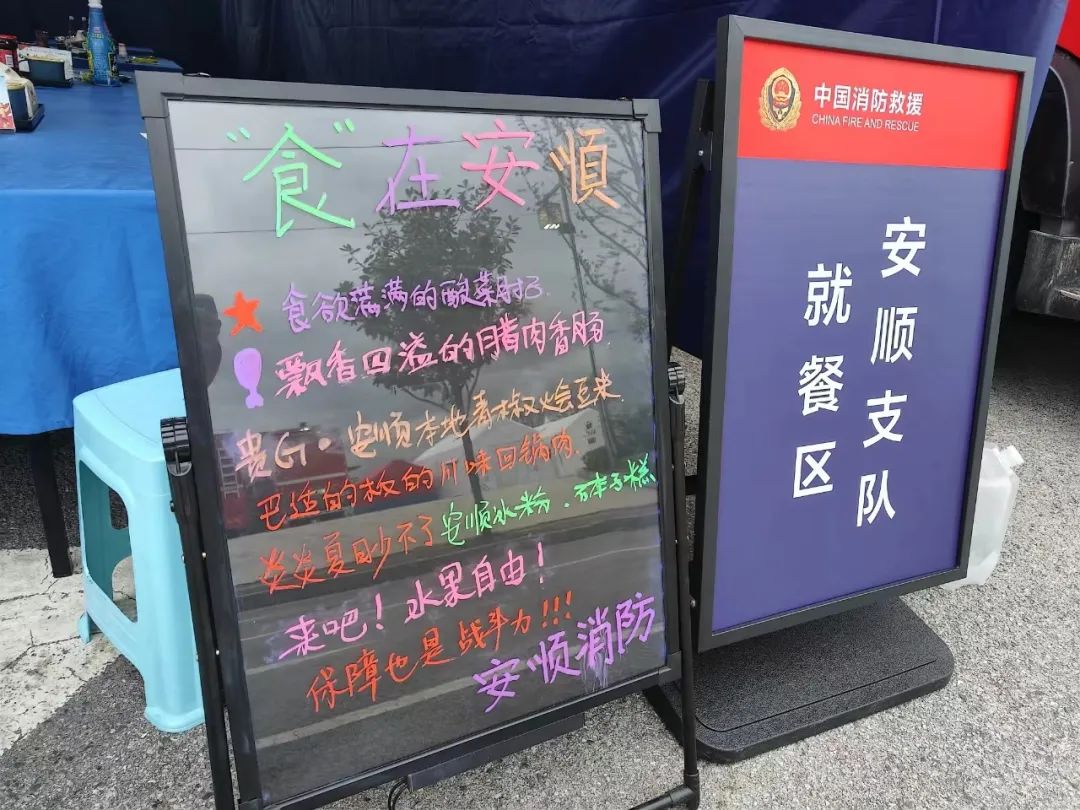 “食”在安順
食欲满满的酸菜肘子
飘香四溢的腊肉香肠
贵G·安顺本地青椒烩豆米
巴适的板的川味回锅肉
炎炎夏日少不了安顺冰粉、石本子糕
来吧！水果自由！
保障也是战斗力!!!
安顺消防
中国消防救援
CHINA FIRE AND RESCUE
安顺支队
就餐区